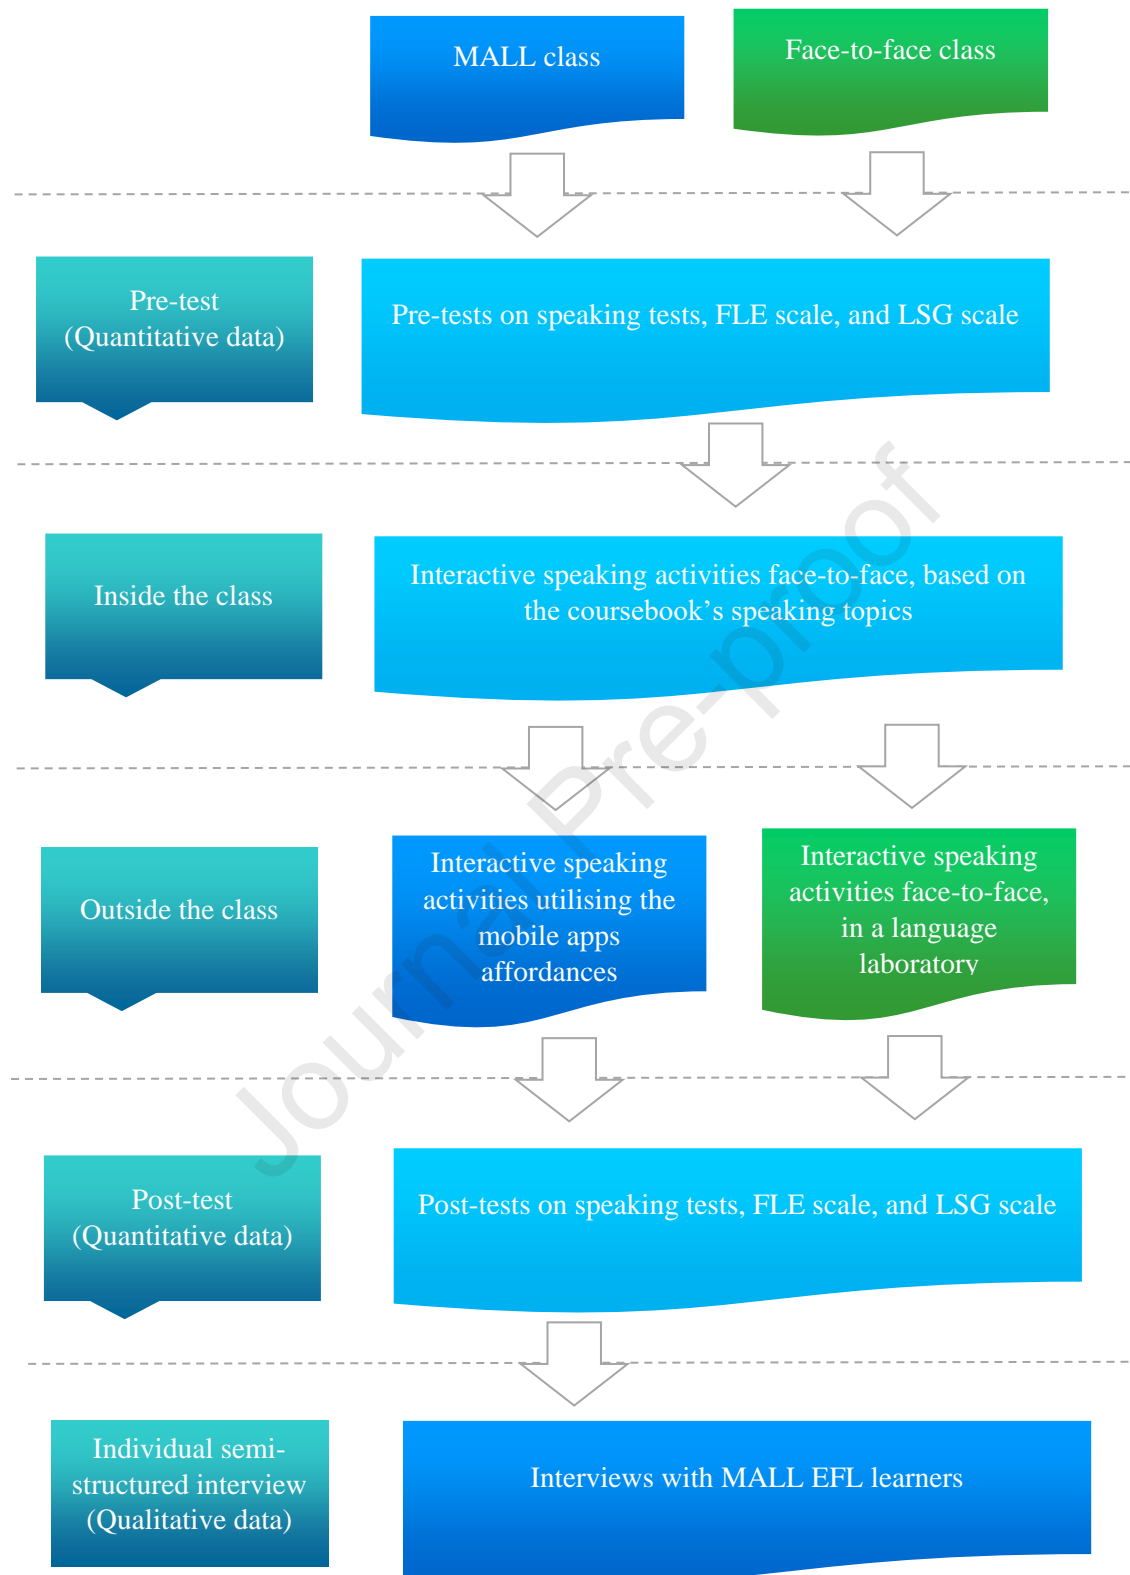 MALL class
Face-to-face class
Pre-test
(Quantitative data)
Pre-tests on speaking tests, FLE scale, and LSG scale
Inside the class
Interactive speaking activities face-to-face, based on
the coursebook’s speaking topics
Outside the class
Interactive speaking
activities utilising the
mobile apps
affordances
Interactive speaking
activities face-to-face,
in a language
laboratory
Post-test
(Quantitative data)
Post-tests on speaking tests, FLE scale, and LSG scale
Individual semi-
structured interview
(Qualitative data)
Interviews with MALL EFL learners
Journal Pre-proof